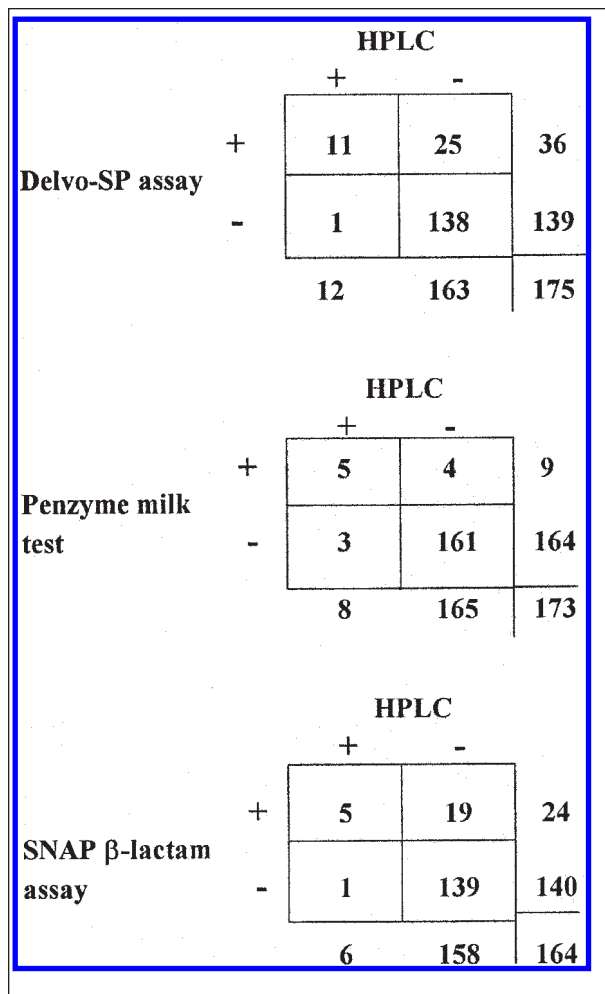 HPLC
+ -
+ 11 25 36
Delvo-SP assay
- 1 138 139
12 163 175
HPLC
+ -
+ 5 4 9
Penzyme milk
test
- 3 161 164
8 165 173
HPLC
+ -
+ 5 19 24
SNAP β-lactam
assay
- 1 139 140
6 158 164